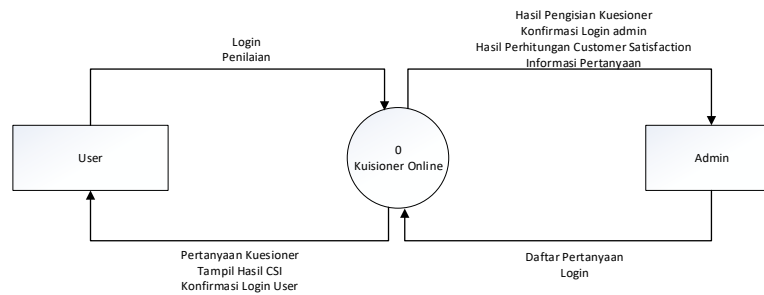 Hasil Pengisian Kuesioner
Konfirmasi Login admin
Hasil Perhitungan Customer Satisfaction
Informasi Pertanyaan
Login
Penilaian
User
0
Kuisioner Online
Admin
Pertanyaan Kuesioner
Tampil Hasil CSI
Konfirmasi Login User
Daftar Pertanyaan
Login